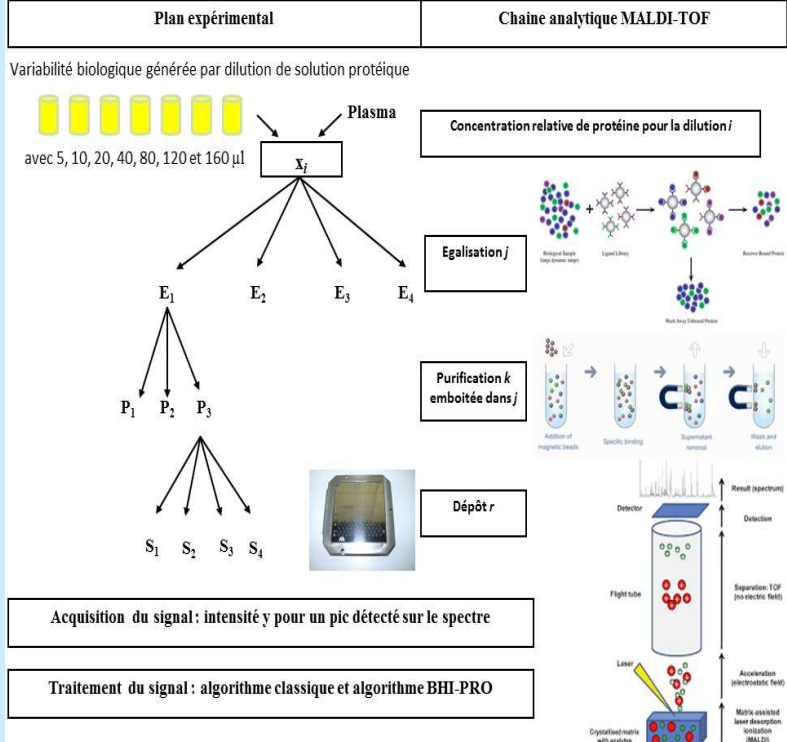 Plan expérimental
Chaine analytique MALDI-TOF
Variabilité biologique générée par dilution de solution protéique
Plasma
avec 5, 10, 20, 40, 80, 120 et 160 µl
xi
Concentration relative de protéine pour la dilution i
Egalisation j
Biological Sample
(large dynamic range)
Ligand Library
Recover Bound Protein
Wash Away Unbound Protein
E1
E2
E3
E4
Purification k
emboitée dans j
P1
P2
P3
Addition of
magnetic beads
Specific binding
Supernatant
removal
Wash and
elution
Dépôt r
S1
S2
S3
S4
Result (spectrum)
Detector
Detection
Flight tube
Separation: TOF
(no electric field)
Acquisition du signal : intensité y pour un pic détecté sur le spectre
Traitement du signal : algorithme classique et algorithme BHI-PRO
Laser
Acceleration
(electrostatic field)
Matrix-assisted
laser desorption
ionization
(MALDI)
Crystallised matrix
with analytes